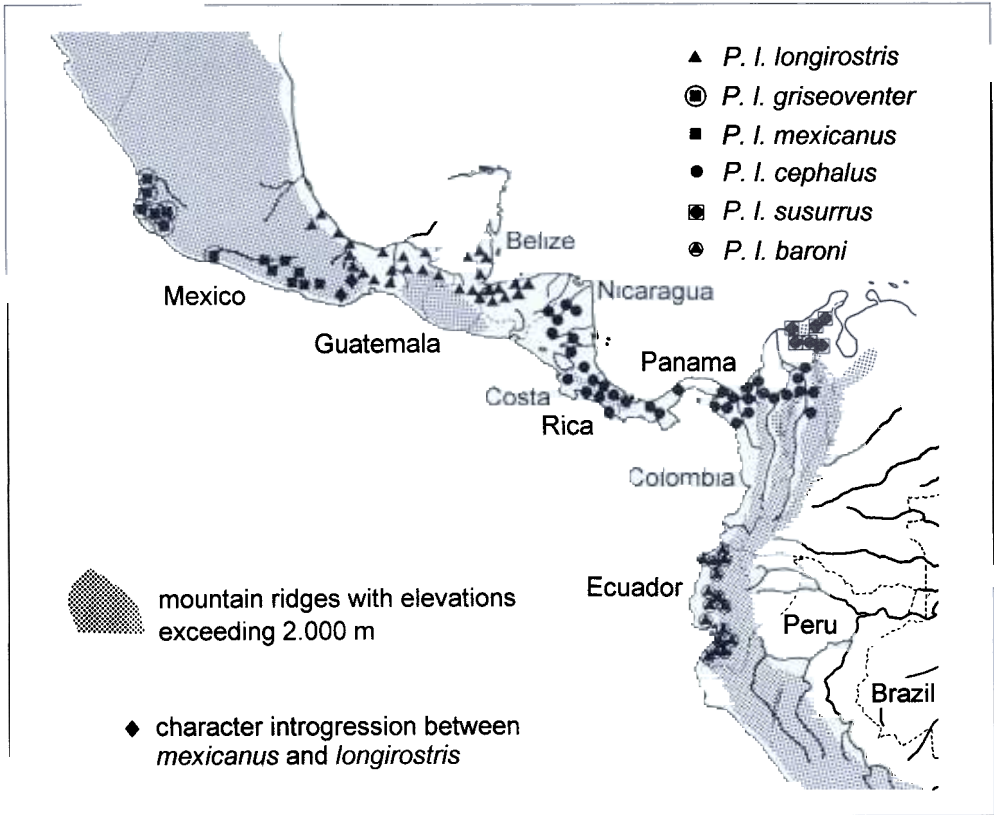 P. l. longirostris
P. l. griseoventer
P. l. mexicanus
P. l. cephalus
P. l. susurrus
P. l. baroni
Belize
Mexico
Nicaragua
Guatemala
Panama
Costa
Rica
Colombia
Ecuador
Peru
Brazil
mountain ridges with elevations
exceeding 2.000 m
character introgression between
mexicanus and longirostris